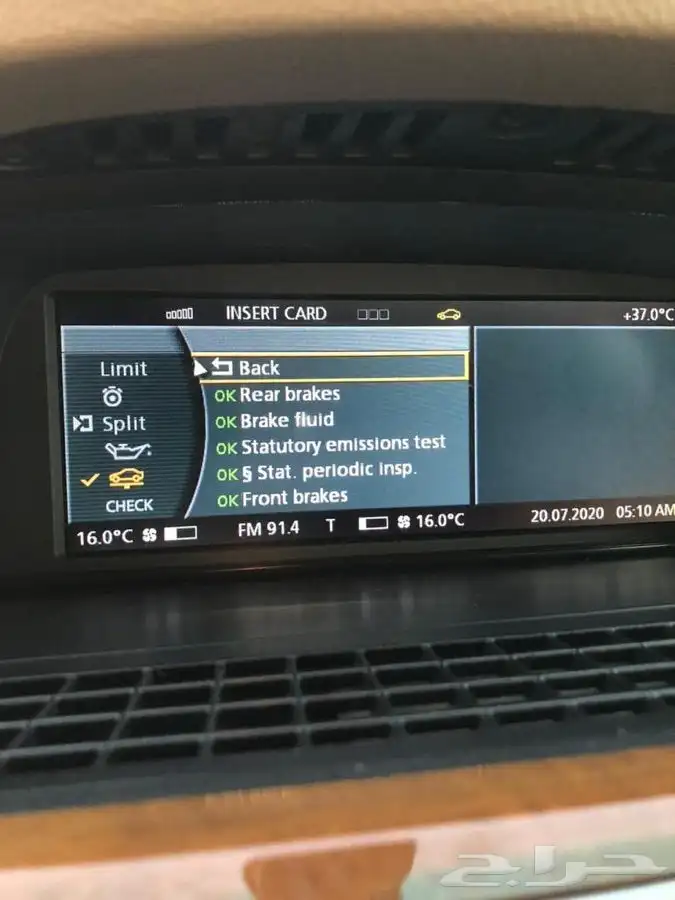 INSERT CARD
+37.0°C
Limit
Back
OK Rear brakes
Split
OK Brake fluid
OK Statutory emissions test
OK § Stat. periodic insp.
CHECK
OK Front brakes
16.0°C
FM 91.4
T
16.0°C
20.07.2020
05:10 AM
حراج